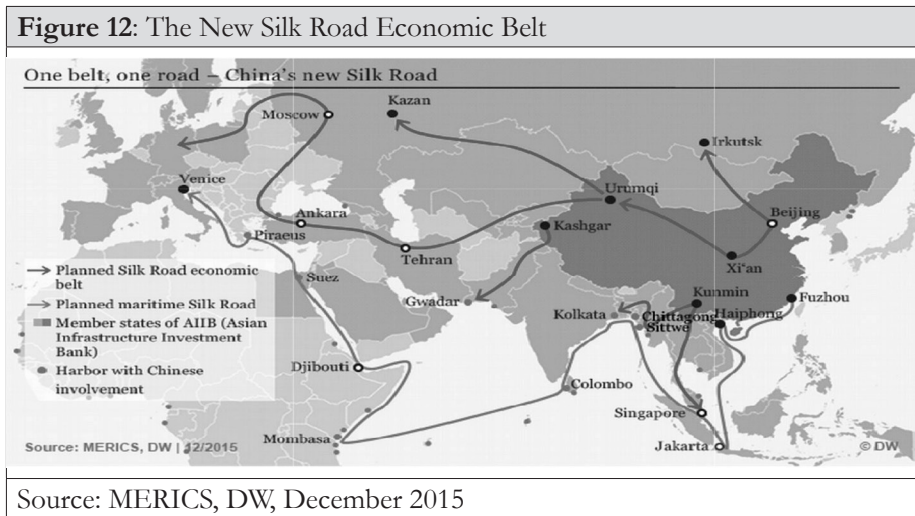 Figure 12: The New Silk Road Economic Belt
One belt, one road – China's new Silk Road
Kazan
Moscow
Irkutsk
Venice
Urumqi
Ankara
Beijing
Piraeus
Kashgar
Tehran
Xi'an
Planned Silk Road economic
belt
Suez
Kunmin
Fuzhou
Planned maritime Silk Road
Gwadar
Kolkata
Chittagong
Haiphong
Sittwe
Member states of AIIB (Asian
Infrastructure Investment
Bank)
Djibouti
Harbor with Chinese
involvement
Colombo
Singapore
Mombasa
Jakarta
Source: MERICS, DW | 12/2015
© DW
Source: MERICS, DW, December 2015